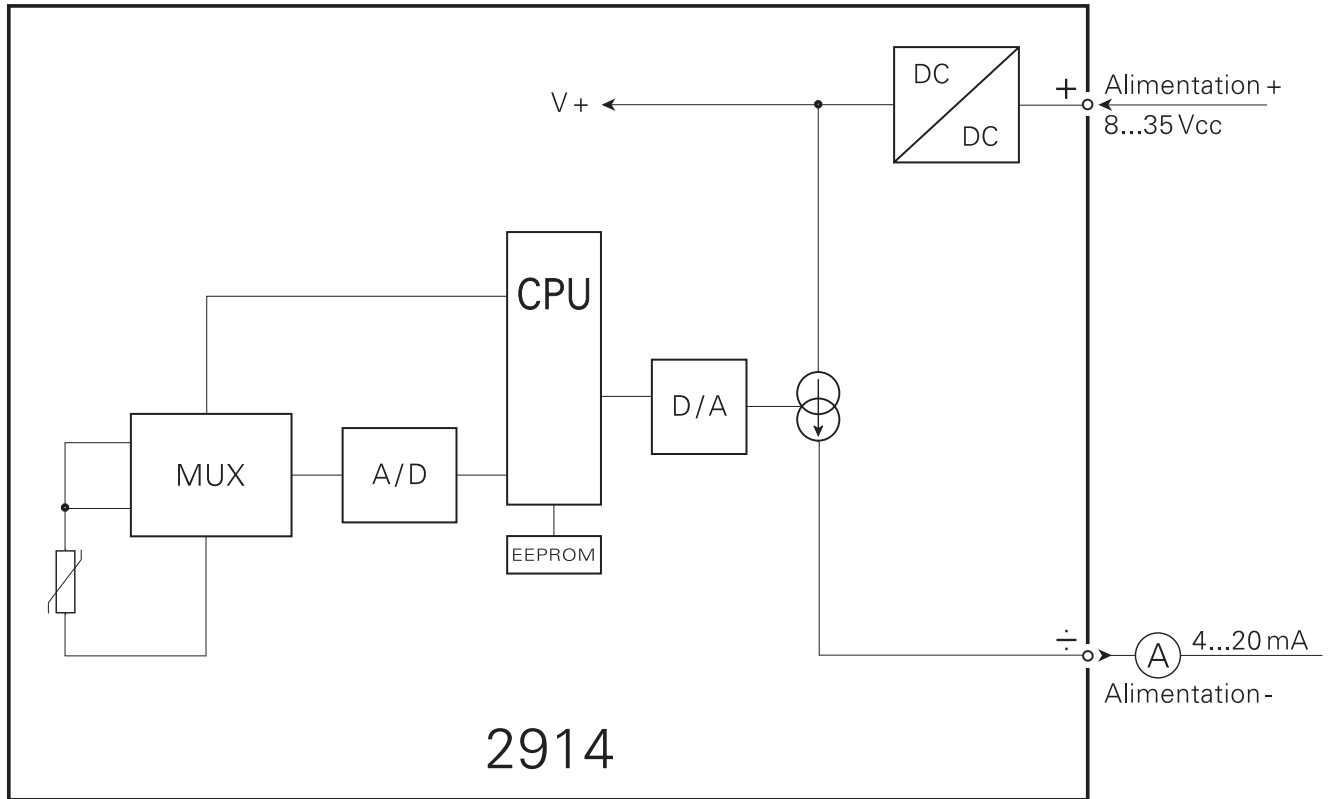 DC
DC
V +
+
Alimentation +
8...35 Vcc
CPU
D/A
MUX
A/D
EEPROM
÷
A
4...20 mA
Alimentation -
2914